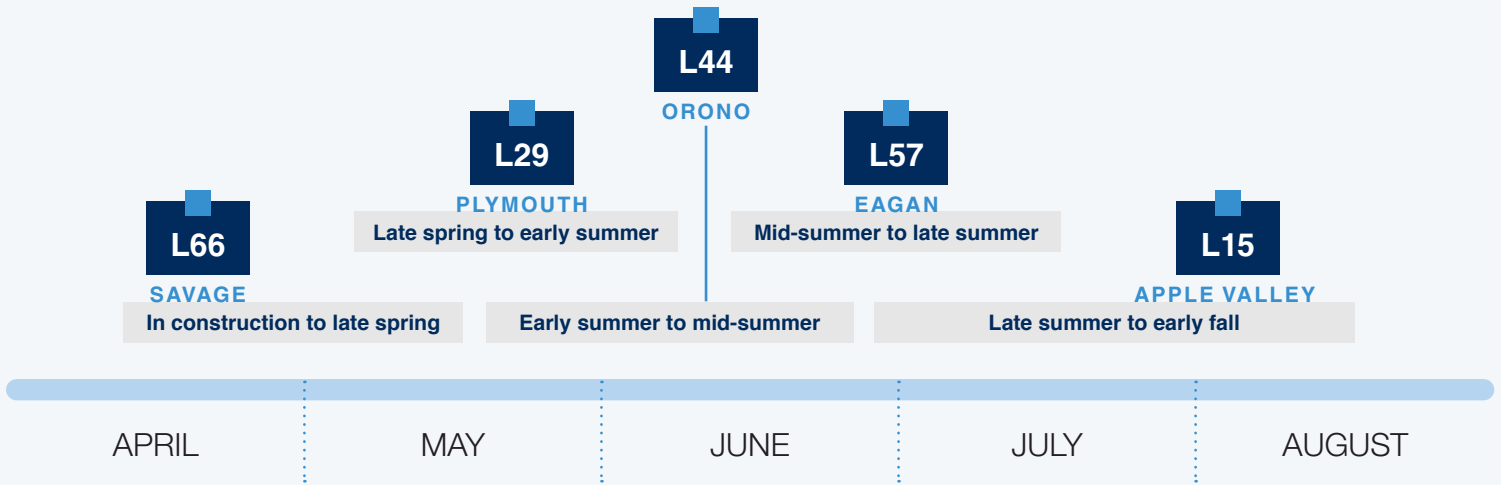 L44
ORONO
L29
PLYMOUTH
Late spring to early summer
L57
EAGAN
Mid-summer to late summer
L66
SAVAGE
In construction to late spring
Early summer to mid-summer
L15
APPLE VALLEY
Late summer to early fall
APRIL
MAY
JUNE
JULY
AUGUST